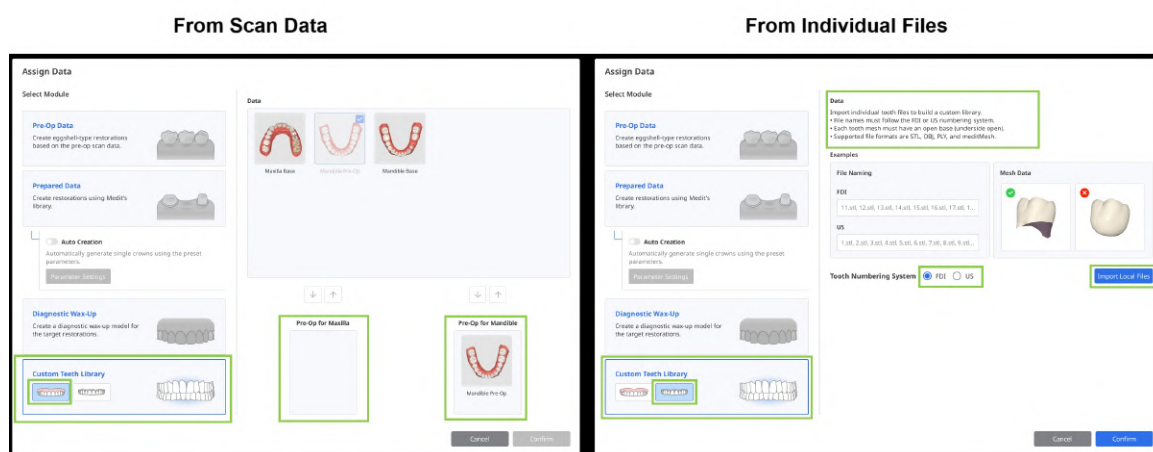 From Scan Data
Assign Data
Select Module
Pre-Op Data
Create eggshell-type restorations
based on the pre-op scan data.
Prepared Data
Create restorations using Medit's
library.
Auto Creation
Automatically generate single crowns using the preset
parameters.
Parameter Settings
Diagnostic Wax-Up
Create a diagnostic wax-up model for
the target restorations.
Custom Teeth Library
Data
Maxilla Base
Mandible Pre-Op
Mandible Base
Pre-Op for Maxilla
Pre-Op for Mandible
Mandible Pre-Op
Cancel
Confirm
From Individual Files
Assign Data
Select Module
Pre-Op Data
Create eggshell-type restorations
based on the pre-op scan data.
Prepared Data
Create restorations using Medit's
library.
Auto Creation
Automatically generate single crowns using the preset
parameters.
Parameter Settings
Diagnostic Wax-Up
Create a diagnostic wax-up model for
the target restorations.
Custom Teeth Library
Data
Import individual teeth files to build a custom library.
• File names must follow the FDI or US numbering system.
• Each tooth mesh must have an open base (underside open).
• Supported file formats are STL, OBJ, PLY, and meditMesh.
Examples
File Naming
FDI
11.stl, 12.stl, 13.stl, 14.stl, 15.stl, 16.stl, 17.stl, 1...
US
1.stl, 2.stl, 3.stl, 4.stl, 5.stl, 6.stl, 7.stl, 8.stl, 9.stl...
Mesh Data
Tooth Numbering System FDI US
Import Local Files
Cancel
Confirm